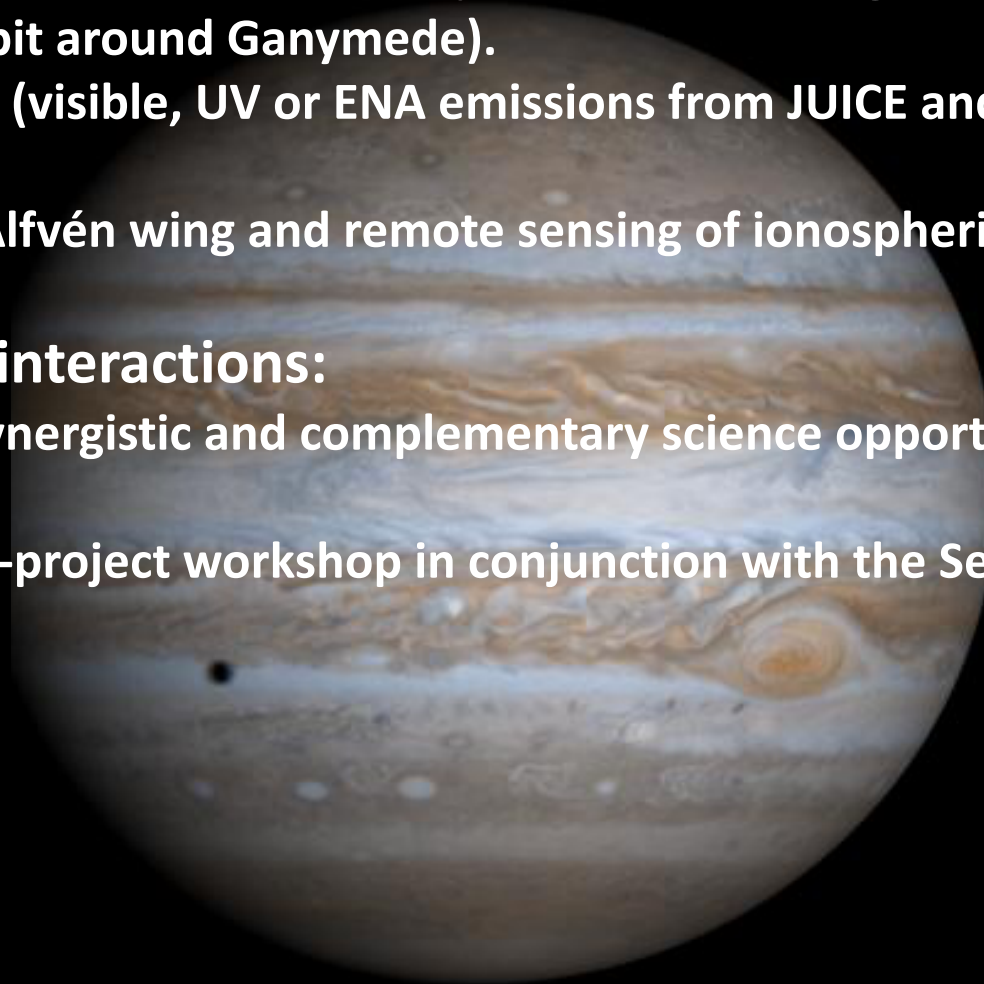 bit around Ganymede).
(visible, UV or ENA emissions from JUICE and
Alfvén wing and remote sensing of ionospheri
interactions:
ynergistic and complementary science opport
-project workshop in conjunction with the Se